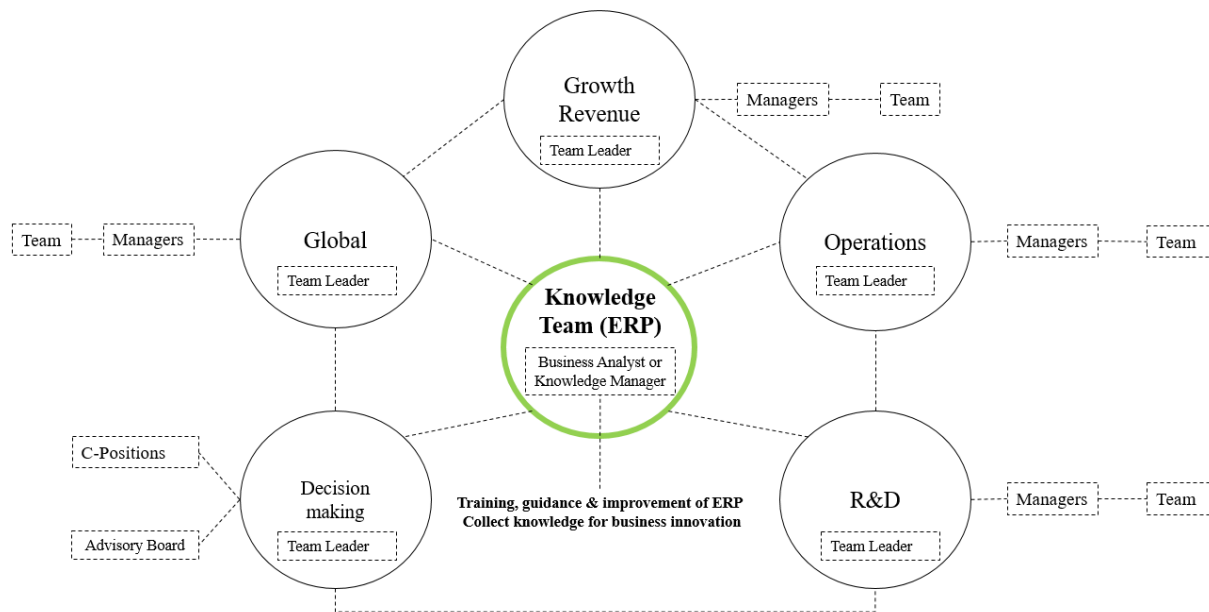 Growth
Revenue
Team Leader
Managers
Team
Global
Team Leader
Team
Managers
Operations
Team Leader
Managers
Team
Knowledge
Team (ERP)
Business Analyst or
Knowledge Manager
C-Positions
Advisory Board
Decision
making
Team Leader
Training, guidance & improvement of ERP
Collect knowledge for business innovation
R&D
Team Leader
Managers
Team